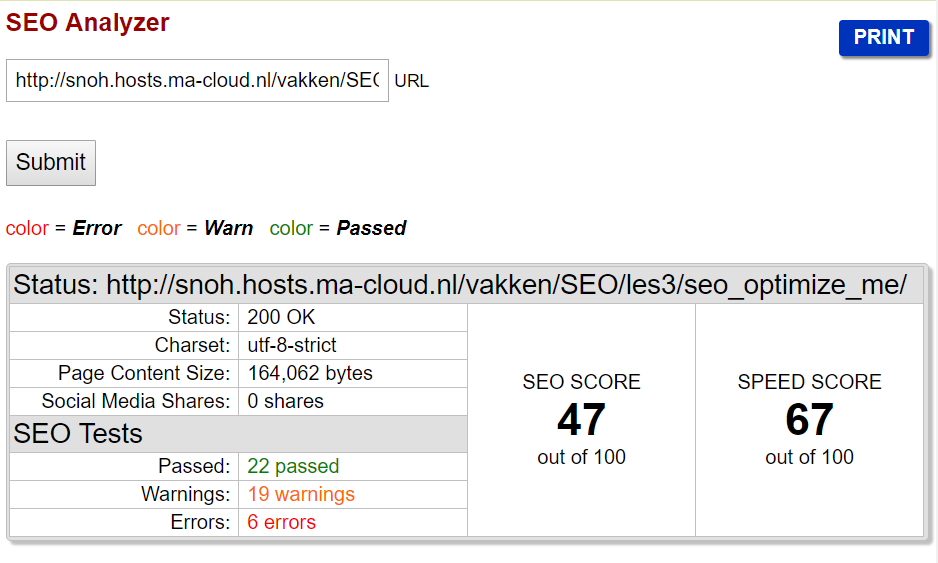 SEO Analyzer
PRINT
http://snoh.hosts.ma-cloud.nl/vakken/SEO URL
Submit
color = Error color = Warn color = Passed
Status: http://snoh.hosts.ma-cloud.nl/vakken/SEO/les3/seo_optimize_me/
Status: 200 OK
Charset: utf-8-strict
Page Content Size: 164,062 bytes
Social Media Shares: 0 shares
SEO Tests
Passed: 22 passed
Warnings: 19 warnings
Errors: 6 errors
SEO SCORE
47
out of 100
SPEED SCORE
67
out of 100